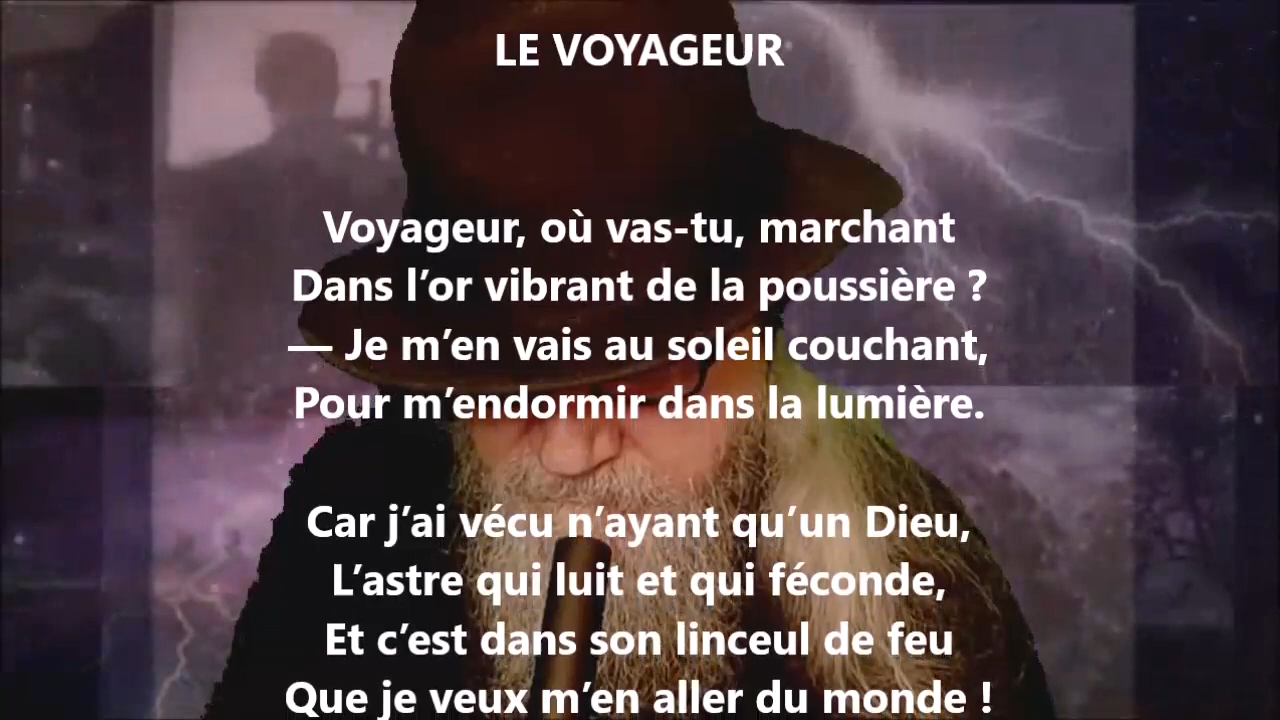 LE VOYAGEUR
Voyageur, où vas-tu, marchant
Dans l’or vibrant de la poussière ?
— Je m’en vais au soleil couchant,
Pour m’endormir dans la lumière.
Car j’ai vécu n’ayant qu’un Dieu,
L’astre qui luit et qui féconde,
Et c’est dans son linceul de feu
Que je veux m’en aller du monde !